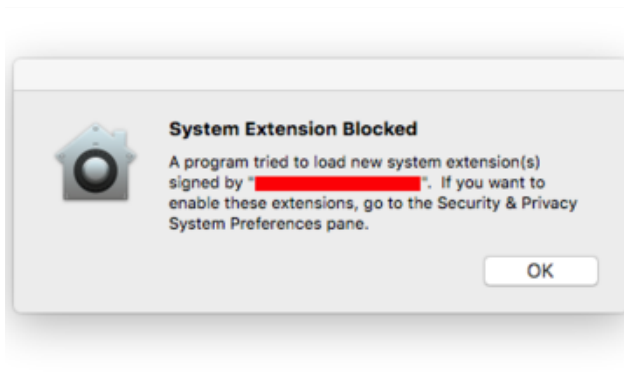 System Extension Blocked
A program tried to load new system extension(s)
signed by "                    ".  If you want to
enable these extensions, go to the Security & Privacy
System Preferences pane.
OK